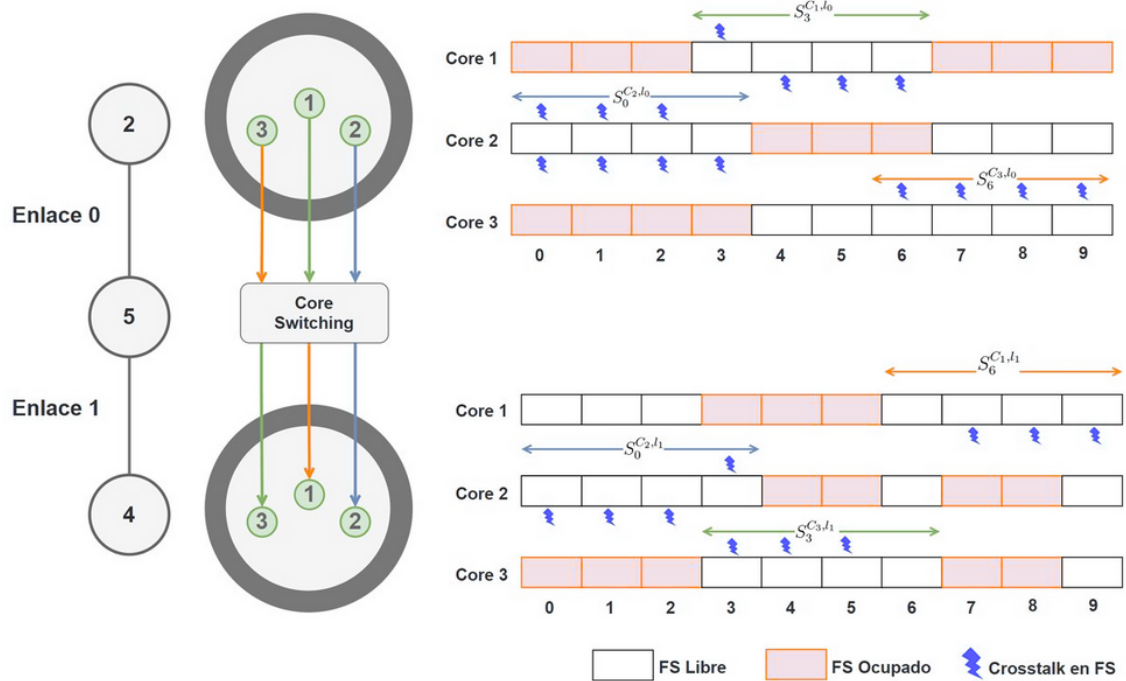 2
Enlace 0
5
Enlace 1
4
1
3
2
Core
Switching
1
3
2
S_3^{C_1,l_0}
Core 1
S_0^{C_2,l_0}
Core 2
S_6^{C_3,l_0}
Core 3
0 1 2 3 4 5 6 7 8 9
S_6^{C_1,l_1}
Core 1
S_0^{C_2,l_1}
Core 2
S_3^{C_3,l_1}
Core 3
0 1 2 3 4 5 6 7 8 9
FS Libre FS Ocupado Crosstalk en FS